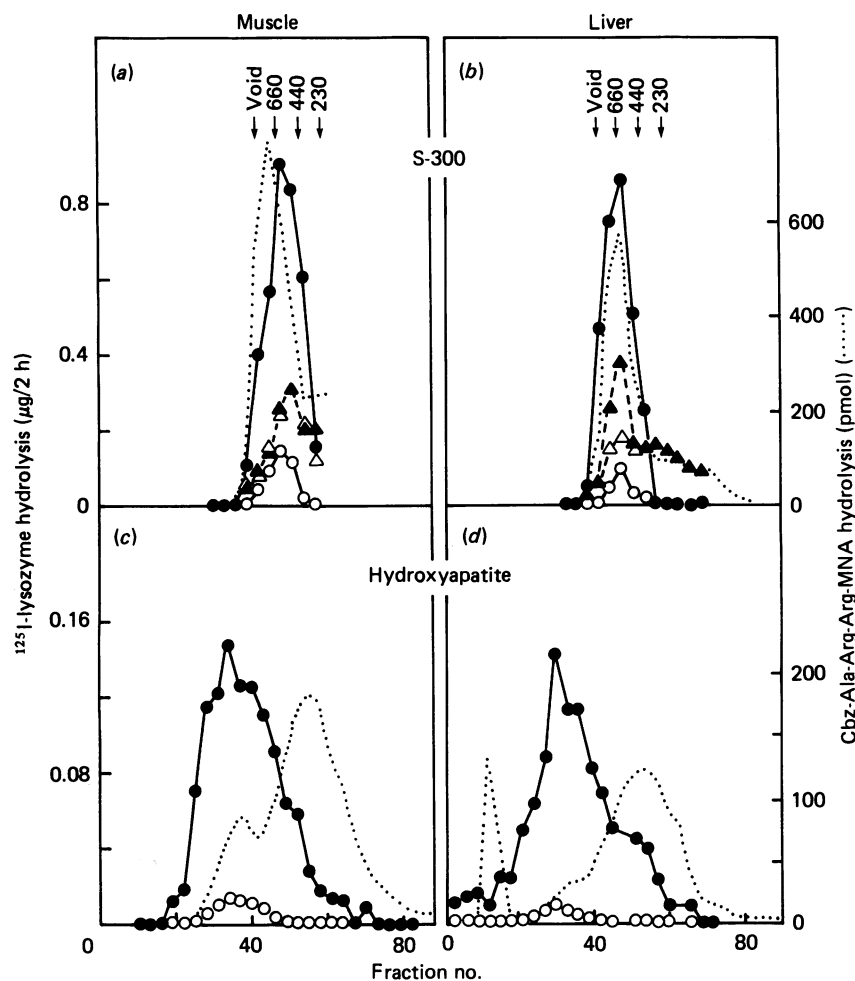 Muscle
Liver
(a)
Void
660
440
230
(b)
Void
660
440
230
S-300
0.8
0.4
0
600
400
200
0
(c)
(d)
Hydroxyapatite
0.16
0.08
200
100
0
0
40
80
0
40
80
Fraction no.
¹²⁵I-lysozyme hydrolysis (μg/2 h)
Cbz-Ala-Arg-Arg-MNA hydrolysis (pmol) (·····)